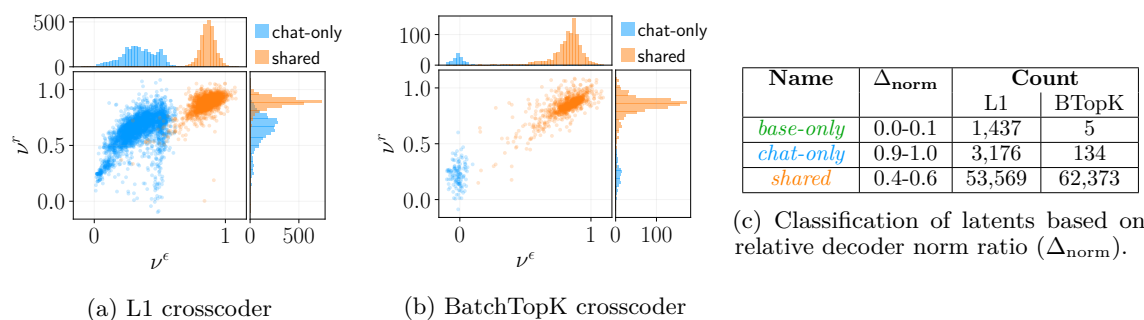 500
0
chat-only
shared
1.0
0.5
0.0
ν^r
0
1
0
500
ν^ϵ
(a) L1 crosscoder
100
0
chat-only
shared
1.0
0.5
0.0
ν^r
0
1
0
100
ν^ϵ
(b) BatchTopK crosscoder
Name Δ_norm Count
L1 BTopK
base-only 0.0-0.1 1,437 5
chat-only 0.9-1.0 3,176 134
shared 0.4-0.6 53,569 62,373
(c) Classification of latents based on
relative decoder norm ratio (Δ_norm).